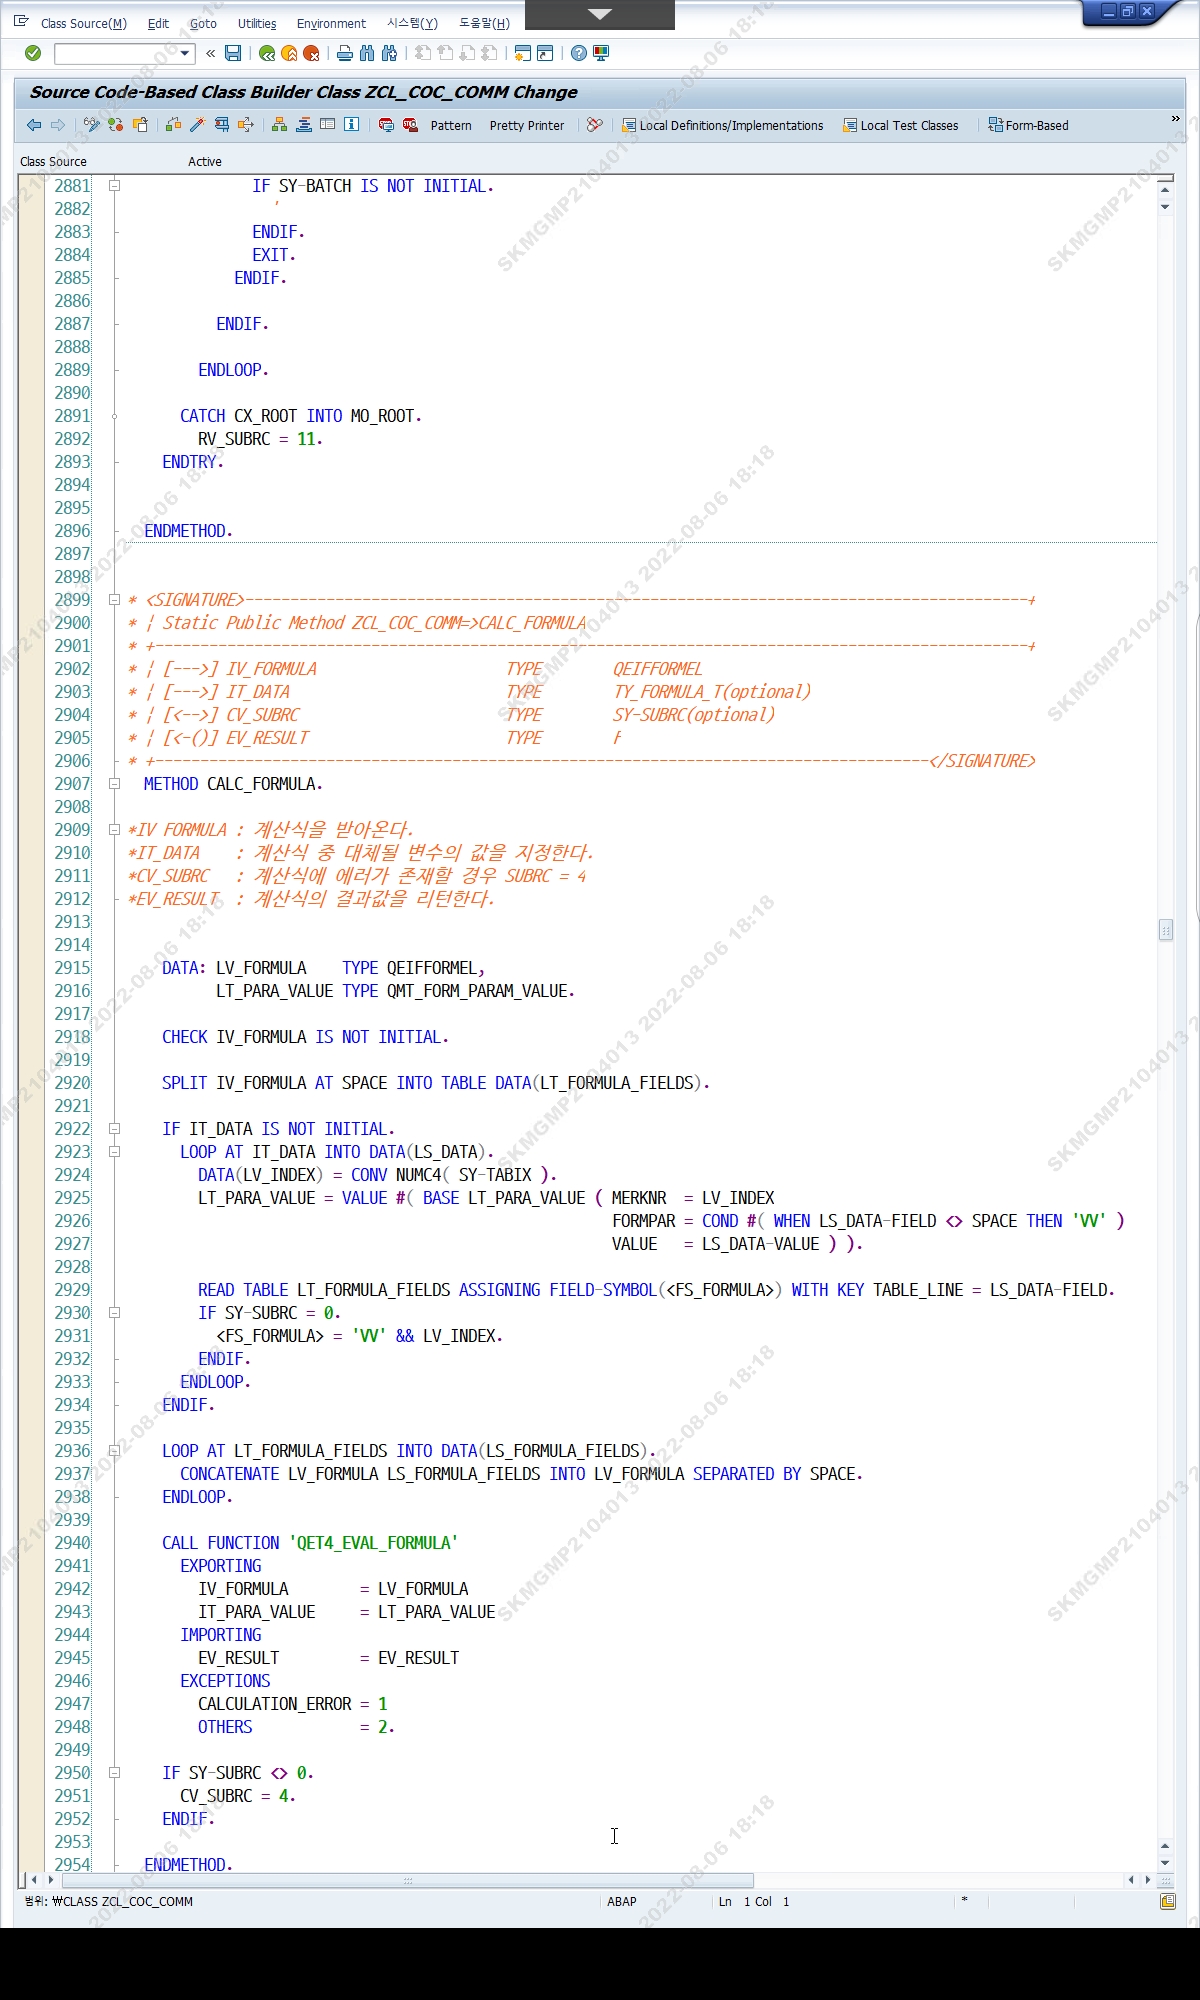 Class Source(M) Edit Goto Utilities Environment 시스템(Y) 도움말(H)
Source Code-Based Class Builder Class ZCL_COC_COMM Change
Pattern Pretty Printer Local Definitions/Implementations Local Test Classes Form-Based »
Class Source Active
2881 IF SY-BATCH IS NOT INITIAL.
2882 '
2883 ENDIF.
2884 EXIT.
2885 ENDIF.
2886
2887 ENDIF.
2888
2889 ENDLOOP.
2890
2891 CATCH CX_ROOT INTO MO_ROOT.
2892 RV_SUBRC = 11.
2893 ENDTRY.
2894
2895
2896 ENDMETHOD.
2897
2898
2899 * <SIGNATURE>---------------------------------------------------------------------------------------+
2900 * ¦ Static Public Method ZCL_COC_COMM=>CALC_FORMULA
2901 * +-------------------------------------------------------------------------------------------------+
2902 * ¦ [--->] IV_FORMULA TYPE QEIFFORMEL
2903 * ¦ [--->] IT_DATA TYPE TY_FORMULA_T(optional)
2904 * ¦ [<-->] CV_SUBRC TYPE SY-SUBRC(optional)
2905 * ¦ [<-()] EV_RESULT TYPE F
2906 * +--------------------------------------------------------------------------------------</SIGNATURE>
2907 METHOD CALC_FORMULA.
2908
2909 *IV FORMULA : 계산식을 받아온다.
2910 *IT_DATA : 계산식 중 대체될 변수의 값을 지정한다.
2911 *CV_SUBRC : 계산식에 에러가 존재할 경우 SUBRC = 4
2912 *EV_RESULT : 계산식의 결과값을 리턴한다.
2913
2914
2915 DATA: LV_FORMULA TYPE QEIFFORMEL,
2916 LT_PARA_VALUE TYPE QMT_FORM_PARAM_VALUE.
2917
2918 CHECK IV_FORMULA IS NOT INITIAL.
2919
2920 SPLIT IV_FORMULA AT SPACE INTO TABLE DATA(LT_FORMULA_FIELDS).
2921
2922 IF IT_DATA IS NOT INITIAL.
2923 LOOP AT IT_DATA INTO DATA(LS_DATA).
2924 DATA(LV_INDEX) = CONV NUMC4( SY-TABIX ).
2925 LT_PARA_VALUE = VALUE #( BASE LT_PARA_VALUE ( MERKNR = LV_INDEX
2926 FORMPAR = COND #( WHEN LS_DATA-FIELD <> SPACE THEN 'VV' )
2927 VALUE = LS_DATA-VALUE ) ).
2928
2929 READ TABLE LT_FORMULA_FIELDS ASSIGNING FIELD-SYMBOL(<FS_FORMULA>) WITH KEY TABLE_LINE = LS_DATA-FIELD.
2930 IF SY-SUBRC = 0.
2931 <FS_FORMULA> = 'VV' && LV_INDEX.
2932 ENDIF.
2933 ENDLOOP.
2934 ENDIF.
2935
2936 LOOP AT LT_FORMULA_FIELDS INTO DATA(LS_FORMULA_FIELDS).
2937 CONCATENATE LV_FORMULA LS_FORMULA_FIELDS INTO LV_FORMULA SEPARATED BY SPACE.
2938 ENDLOOP.
2939
2940 CALL FUNCTION 'QET4_EVAL_FORMULA'
2941 EXPORTING
2942 IV_FORMULA = LV_FORMULA
2943 IT_PARA_VALUE = LT_PARA_VALUE
2944 IMPORTING
2945 EV_RESULT = EV_RESULT
2946 EXCEPTIONS
2947 CALCULATION_ERROR = 1
2948 OTHERS = 2.
2949
2950 IF SY-SUBRC <> 0.
2951 CV_SUBRC = 4.
2952 ENDIF.
2953
2954 ENDMETHOD.
범위: ₩CLASS ZCL_COC_COMM ABAP Ln 1 Col 1 *
SKMGMP2104013 2022-08-06 18:18